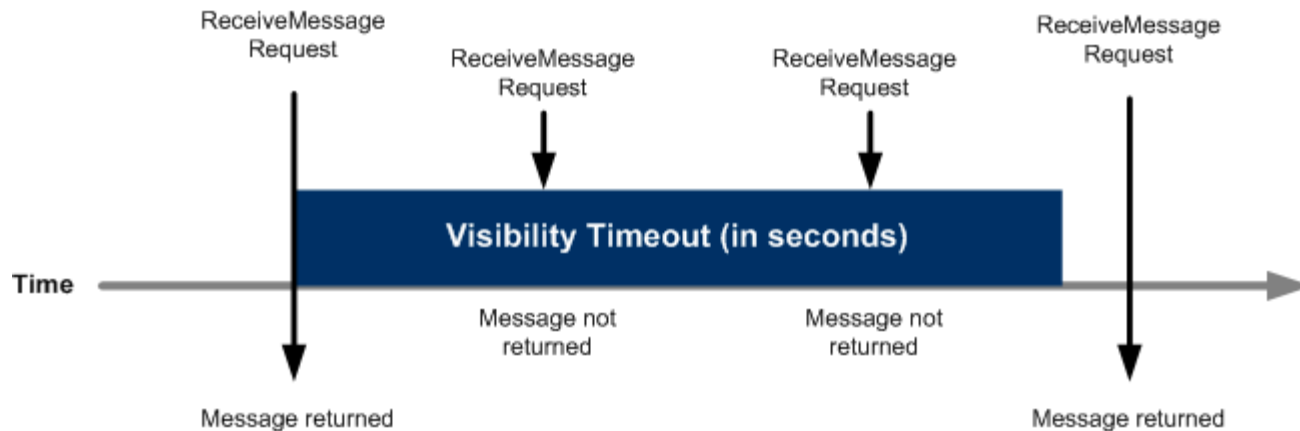 ReceiveMessage
Request
ReceiveMessage
Request
ReceiveMessage
Request
ReceiveMessage
Request
Visibility Timeout (in seconds)
Time
Message not
returned
Message not
returned
Message returned
Message returned